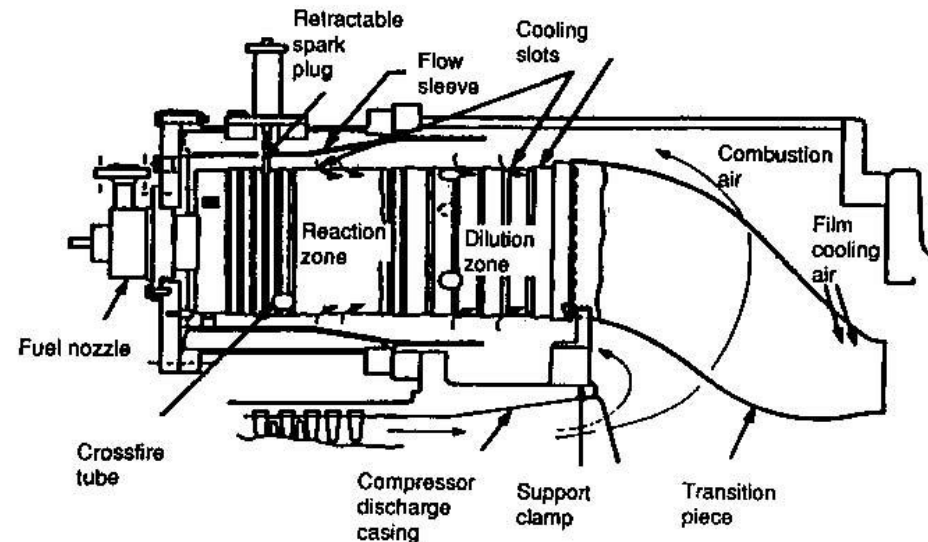 Retractable
spark
plug
Flow
sleeve
Cooling
slots
Combustion
air
Film
cooling
air
Reaction
zone
Dilution
zone
Fuel nozzle
Crossfire
tube
Compressor
discharge
casing
Support
clamp
Transition
piece